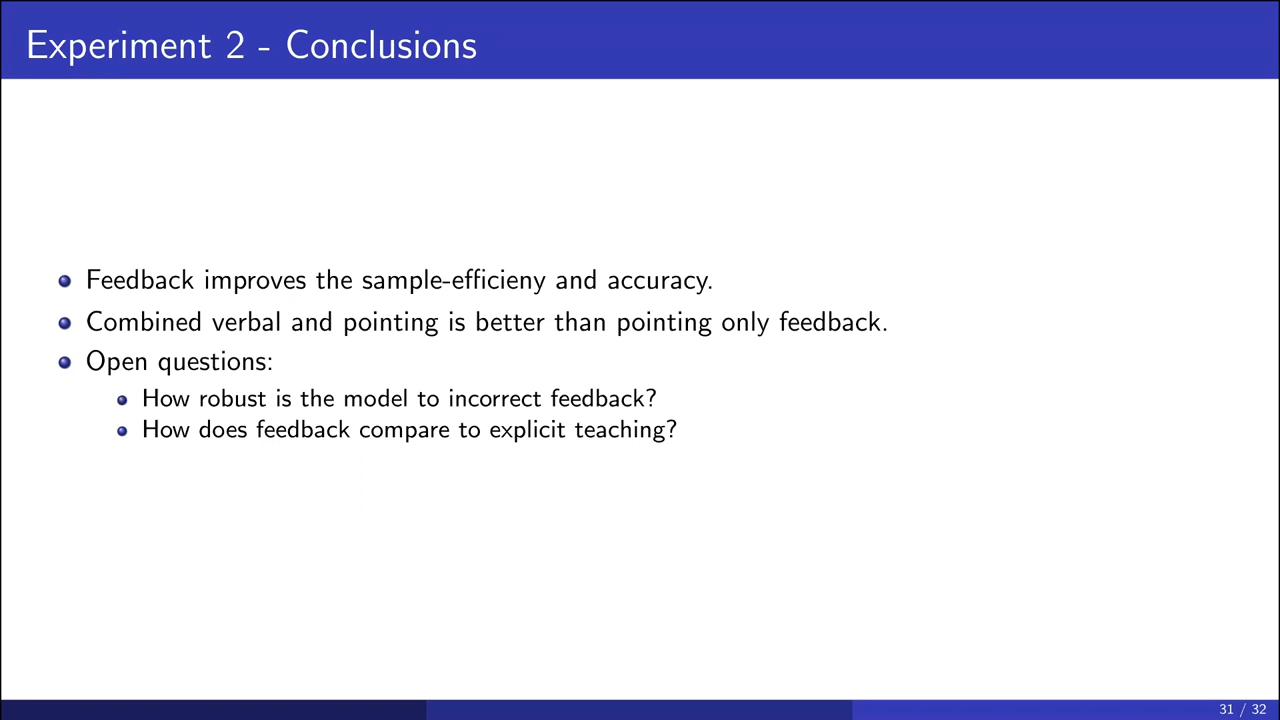 Experiment 2 - Conclusions
Feedback improves the sample-efficieny and accuracy.
Combined verbal and pointing is better than pointing only feedback.
Open questions:
How robust is the model to incorrect feedback?
How does feedback compare to explicit teaching?
31 / 32